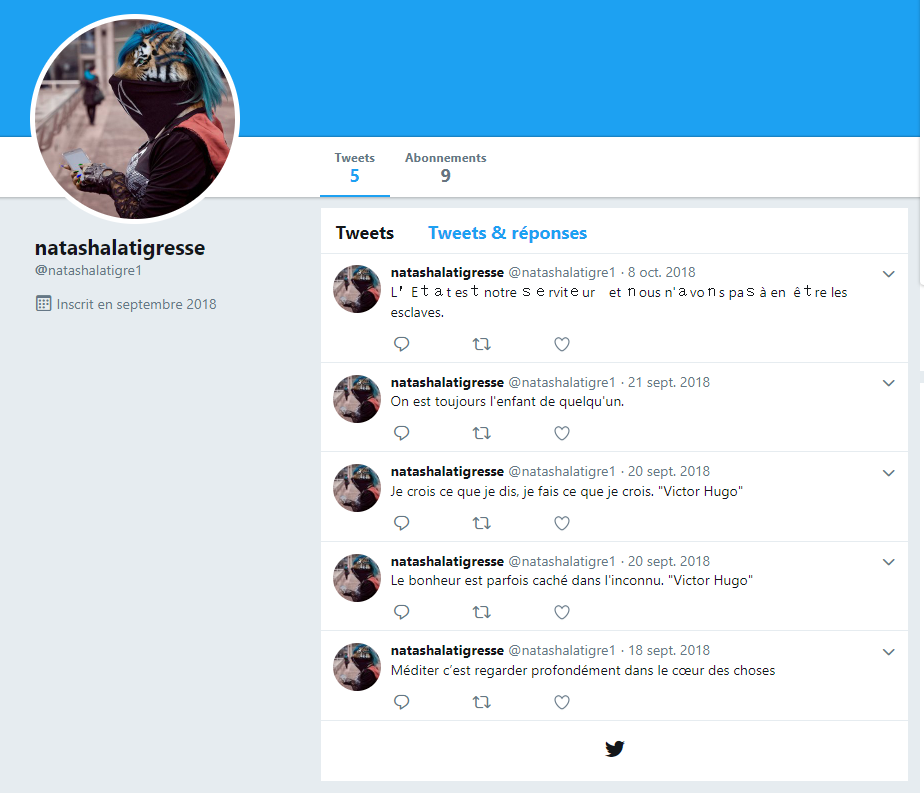 Tweets
5
Abonnements
9
natashalatigresse
@natashalatigre1
Inscrit en septembre 2018
Tweets
Tweets & réponses
natashalatigresse @natashalatigre1 · 8 oct. 2018
L＇Ｅｔａt esｔ notre ｓｅrvitｅur　et ｎous n'ａvoｎs paｓ à en êｔre les
esclaves.
natashalatigresse @natashalatigre1 · 21 sept. 2018
On est toujours l'enfant de quelqu'un.
natashalatigresse @natashalatigre1 · 20 sept. 2018
Je crois ce que je dis, je fais ce que je crois. "Victor Hugo"
natashalatigresse @natashalatigre1 · 20 sept. 2018
Le bonheur est parfois caché dans l'inconnu. "Victor Hugo"
natashalatigresse @natashalatigre1 · 18 sept. 2018
Méditer c’est regarder profondément dans le cœur des choses